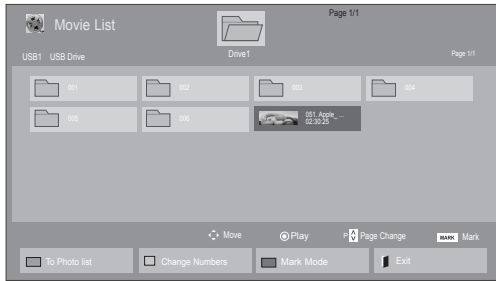 Movie List
Page 1/1
USB1 USB Drive
Drive1
Page 1/1
001
002
003
004
005
006
051. Apple_ ...
02:30:25
Move
Play
P Page Change
MARK Mark
To Photo list
Change Numbers
Mark Mode
Exit